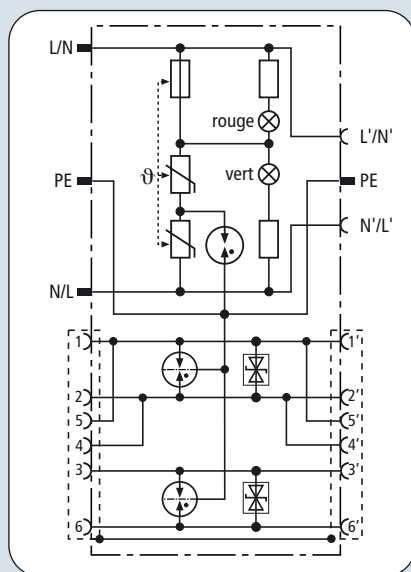 L/N
rouge
L'/N'
PE
ϑ
vert
PE
N'/L'
N/L
1
1'
2
2'
5
5'
4
4'
3
3'
6
6'